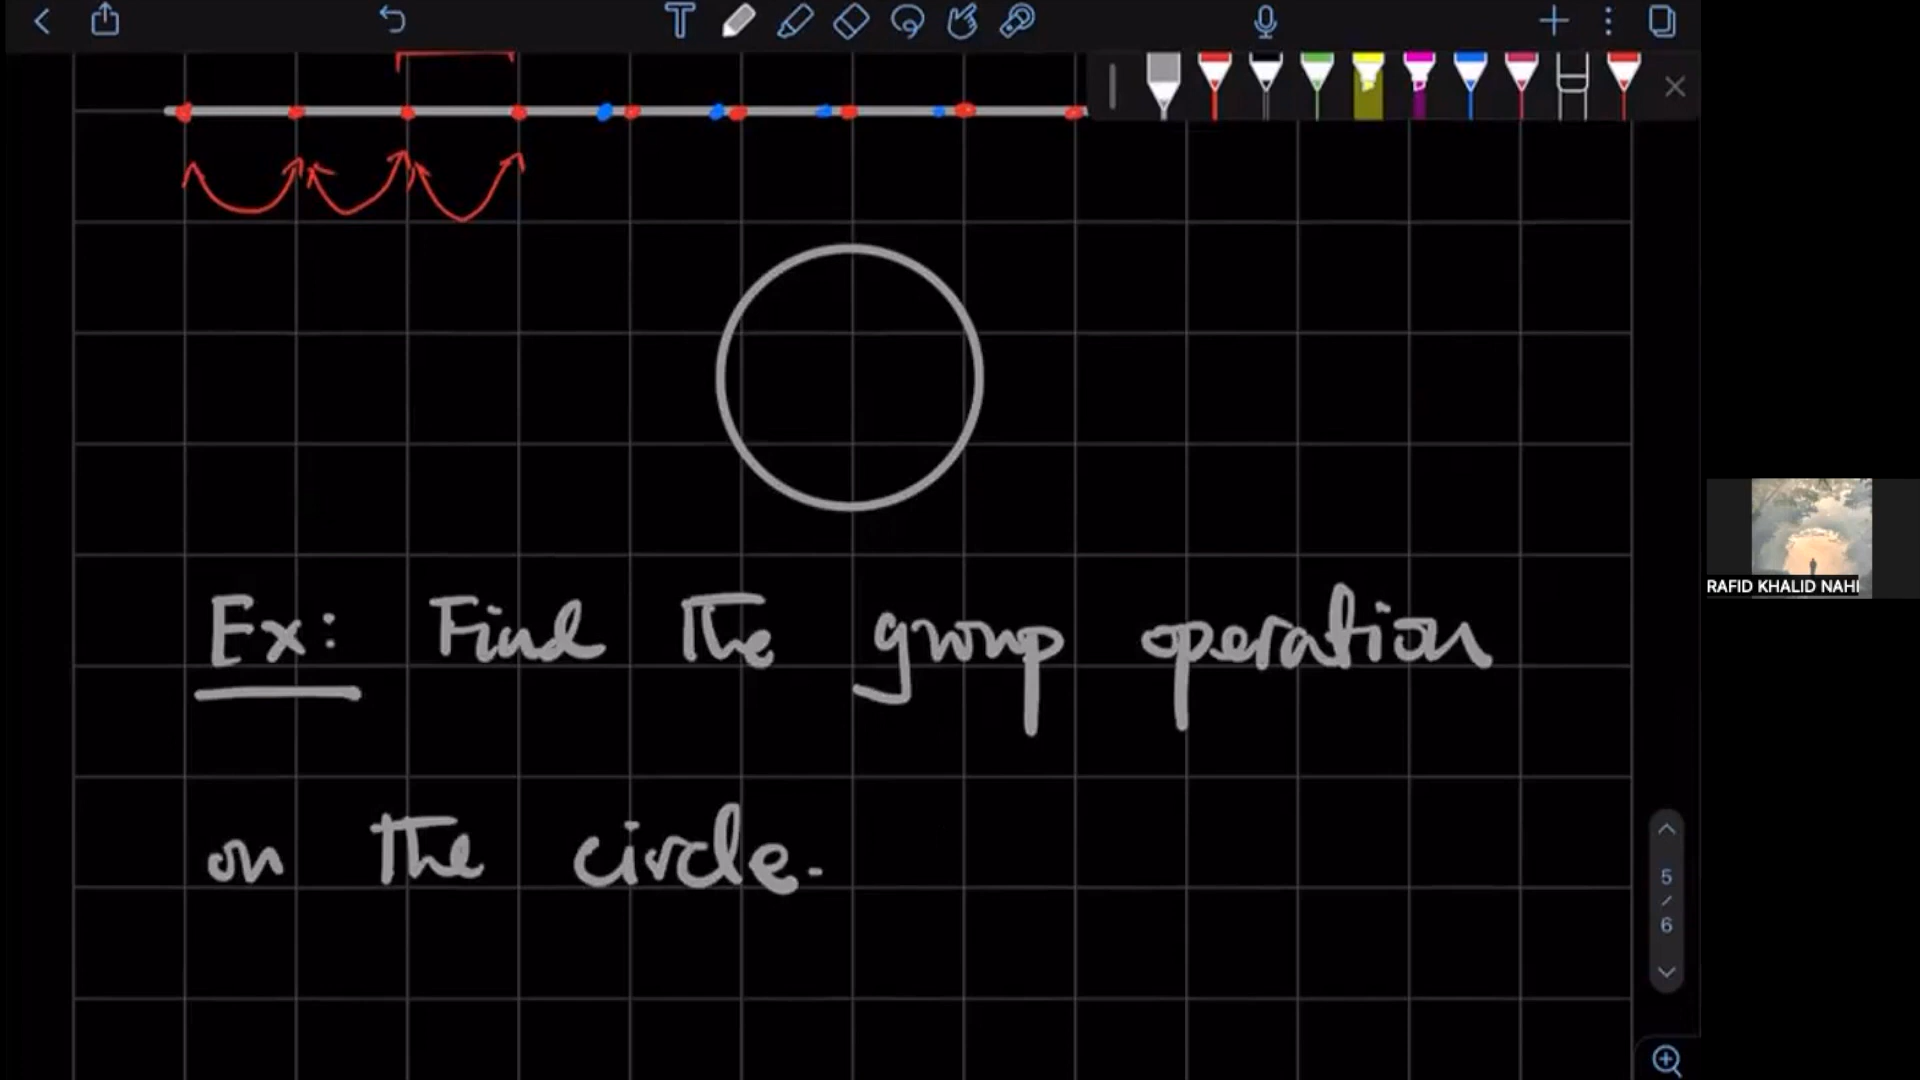 Ex: Find the group operation
on the circle.
RAFID KHALID NAHI
5
/
6